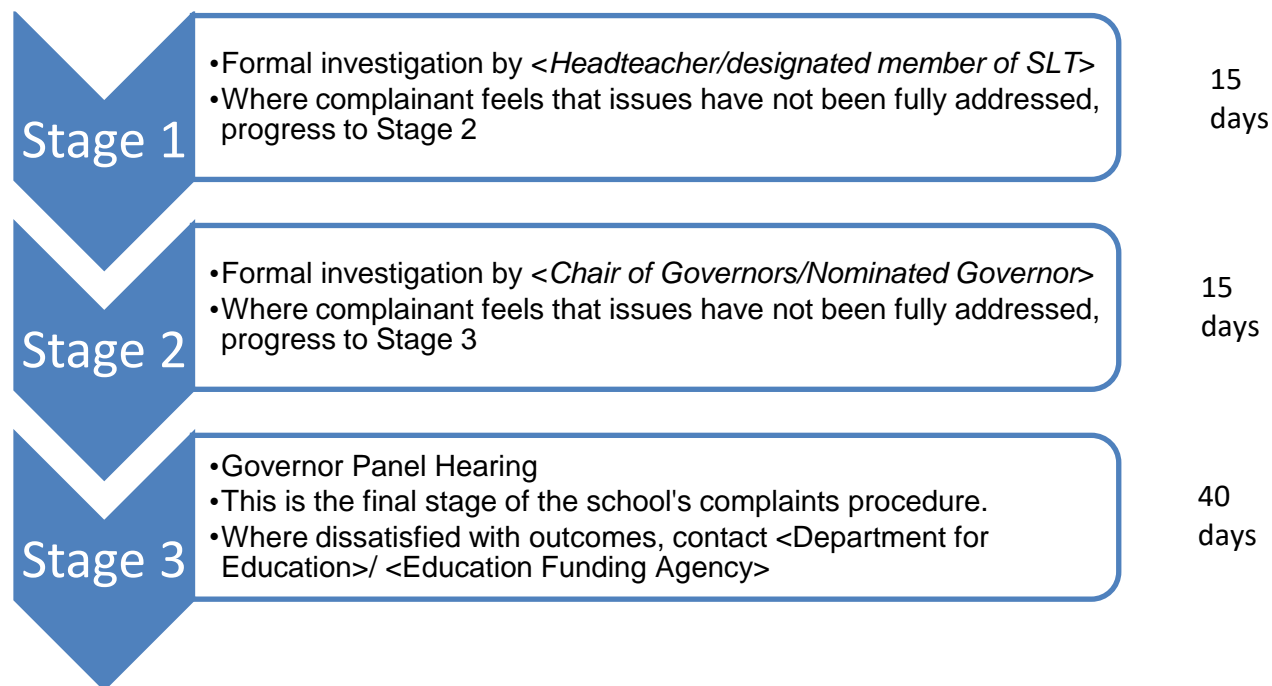 Stage 1
•Formal investigation by <Headteacher/designated member of SLT>
•Where complainant feels that issues have not been fully addressed,
progress to Stage 2
15
days
Stage 2
•Formal investigation by <Chair of Governors/Nominated Governor>
•Where complainant feels that issues have not been fully addressed,
progress to Stage 3
15
days
Stage 3
•Governor Panel Hearing
•This is the final stage of the school's complaints procedure.
•Where dissatisfied with outcomes, contact <Department for
Education>/ <Education Funding Agency>
40
days